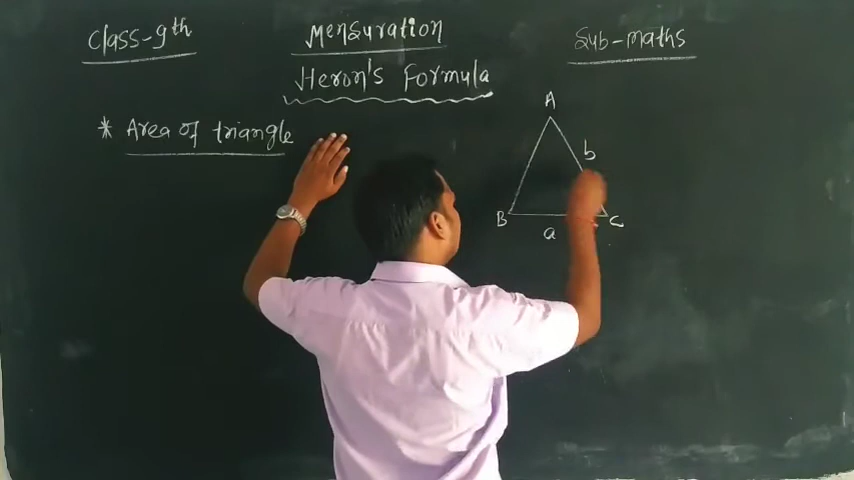 Class-9th
Mensuration
Sub-maths
Heron's Formula
* Area of triangle
A
b
B
C
a